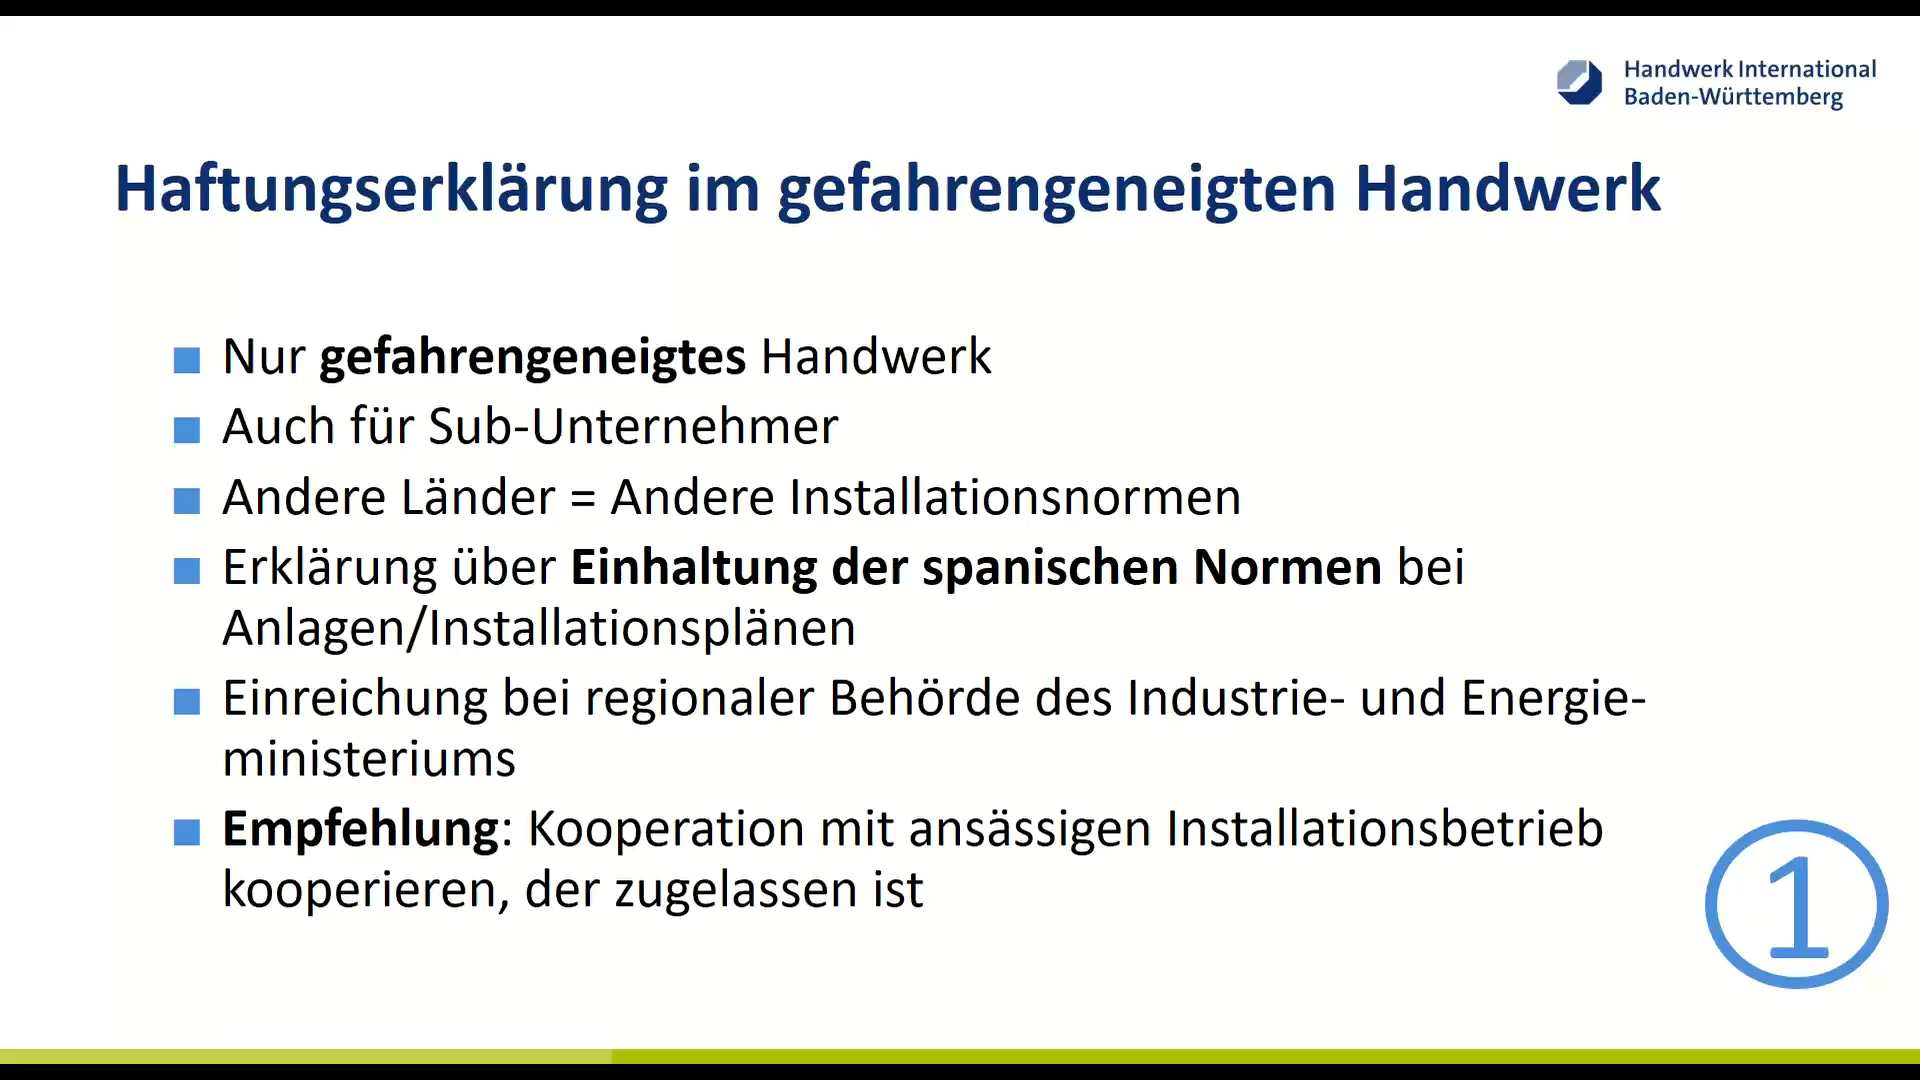 Handwerk International
Baden-Württemberg
Haftungserklärung im gefahrengeneigten Handwerk
Nur gefahrengeneigtes Handwerk
Auch für Sub-Unternehmer
Andere Länder = Andere Installationsnormen
Erklärung über Einhaltung der spanischen Normen bei
Anlagen/Installationsplänen
Einreichung bei regionaler Behörde des Industrie- und Energie-
ministeriums
Empfehlung: Kooperation mit ansässigen Installationsbetrieb
kooperieren, der zugelassen ist
1